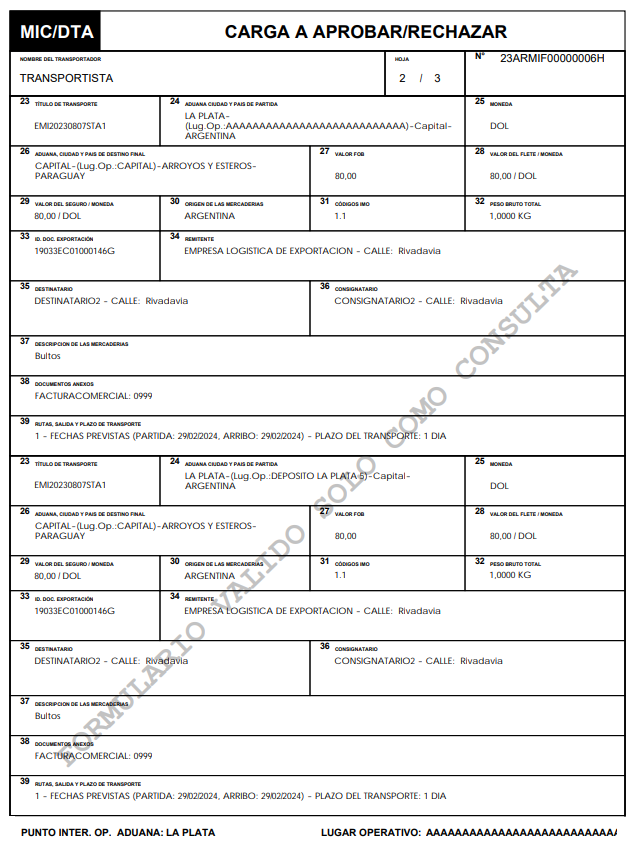 MIC/DTA
CARGA A APROBAR/RECHAZAR
NOMBRE DEL TRANSPORTADOR
TRANSPORTISTA
HOJA
2 / 3
N° 23ARMIF00000006H
23 TÍTULO DE TRANSPORTE
EMI20230807STA1
24 ADUANA CIUDAD Y PAIS DE PARTIDA
LA PLATA-
(Lug.Op.:AAAAAAAAAAAAAAAAAAAAAAAAAAAA)-Capital-
ARGENTINA
25 MONEDA
DOL
26 ADUANA, CIUDAD Y PAIS DE DESTINO FINAL
CAPITAL-(Lug.Op.:CAPITAL)-ARROYOS Y ESTEROS-
PARAGUAY
27 VALOR FOB
80,00
28 VALOR DEL FLETE / MONEDA
80,00 / DOL
29 VALOR DEL SEGURO / MONEDA
80,00 / DOL
30 ORIGEN DE LAS MERCADERIAS
ARGENTINA
31 CÓDIGOS IMO
1.1
32 PESO BRUTO TOTAL
1,0000 KG
33 ID. DOC. EXPORTACIÓN
19033EC01000146G
34 REMITENTE
EMPRESA LOGISTICA DE EXPORTACION - CALLE: Rivadavia
35 DESTINATARIO
DESTINATARIO2 - CALLE: Rivadavia
36 CONSIGNATARIO
CONSIGNATARIO2 - CALLE: Rivadavia
37 DESCRIPCION DE LAS MERCADERIAS
Bultos
38 DOCUMENTOS ANEXOS
FACTURACOMERCIAL: 0999
39 RUTAS, SALIDA Y PLAZO DE TRANSPORTE
1 - FECHAS PREVISTAS (PARTIDA: 29/02/2024, ARRIBO: 29/02/2024) - PLAZO DEL TRANSPORTE: 1 DIA
23 TÍTULO DE TRANSPORTE
EMI20230807STA1
24 ADUANA CIUDAD Y PAIS DE PARTIDA
LA PLATA-(Lug.Op.:DEPOSITO LA PLATA 5)-Capital-
ARGENTINA
25 MONEDA
DOL
26 ADUANA, CIUDAD Y PAIS DE DESTINO FINAL
CAPITAL-(Lug.Op.:CAPITAL)-ARROYOS Y ESTEROS-
PARAGUAY
27 VALOR FOB
80,00
28 VALOR DEL FLETE / MONEDA
80,00 / DOL
29 VALOR DEL SEGURO / MONEDA
80,00 / DOL
30 ORIGEN DE LAS MERCADERIAS
ARGENTINA
31 CÓDIGOS IMO
1.1
32 PESO BRUTO TOTAL
1,0000 KG
33 ID. DOC. EXPORTACIÓN
19033EC01000146G
34 REMITENTE
EMPRESA LOGISTICA DE EXPORTACION - CALLE: Rivadavia
35 DESTINATARIO
DESTINATARIO2 - CALLE: Rivadavia
36 CONSIGNATARIO
CONSIGNATARIO2 - CALLE: Rivadavia
37 DESCRIPCION DE LAS MERCADERIAS
Bultos
38 DOCUMENTOS ANEXOS
FACTURACOMERCIAL: 0999
39 RUTAS, SALIDA Y PLAZO DE TRANSPORTE
1 - FECHAS PREVISTAS (PARTIDA: 29/02/2024, ARRIBO: 29/02/2024) - PLAZO DEL TRANSPORTE: 1 DIA
FORMULARIO VALIDO SOLO COMO CONSULTA
PUNTO INTER. OP. ADUANA: LA PLATA
LUGAR OPERATIVO: AAAAAAAAAAAAAAAAAAAAAAAAAAA